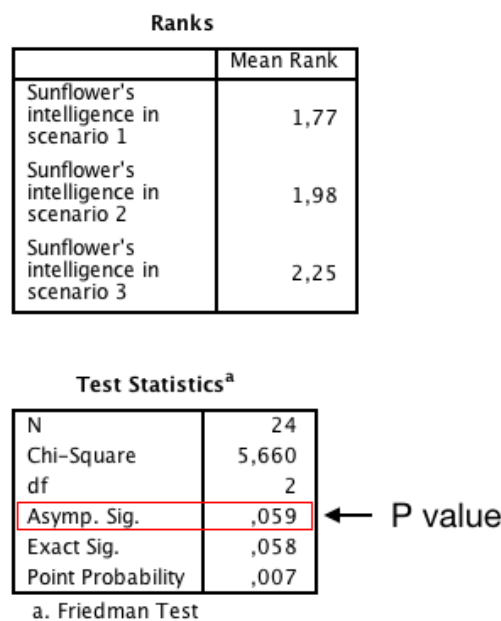 Ranks
Mean Rank
Sunflower's
intelligence in
scenario 1
1,77
Sunflower's
intelligence in
scenario 2
1,98
Sunflower's
intelligence in
scenario 3
2,25
Test Statisticsa
N 24
Chi-Square 5,660
df 2
Asymp. Sig. ,059 P value
Exact Sig. ,058
Point Probability ,007
a. Friedman Test